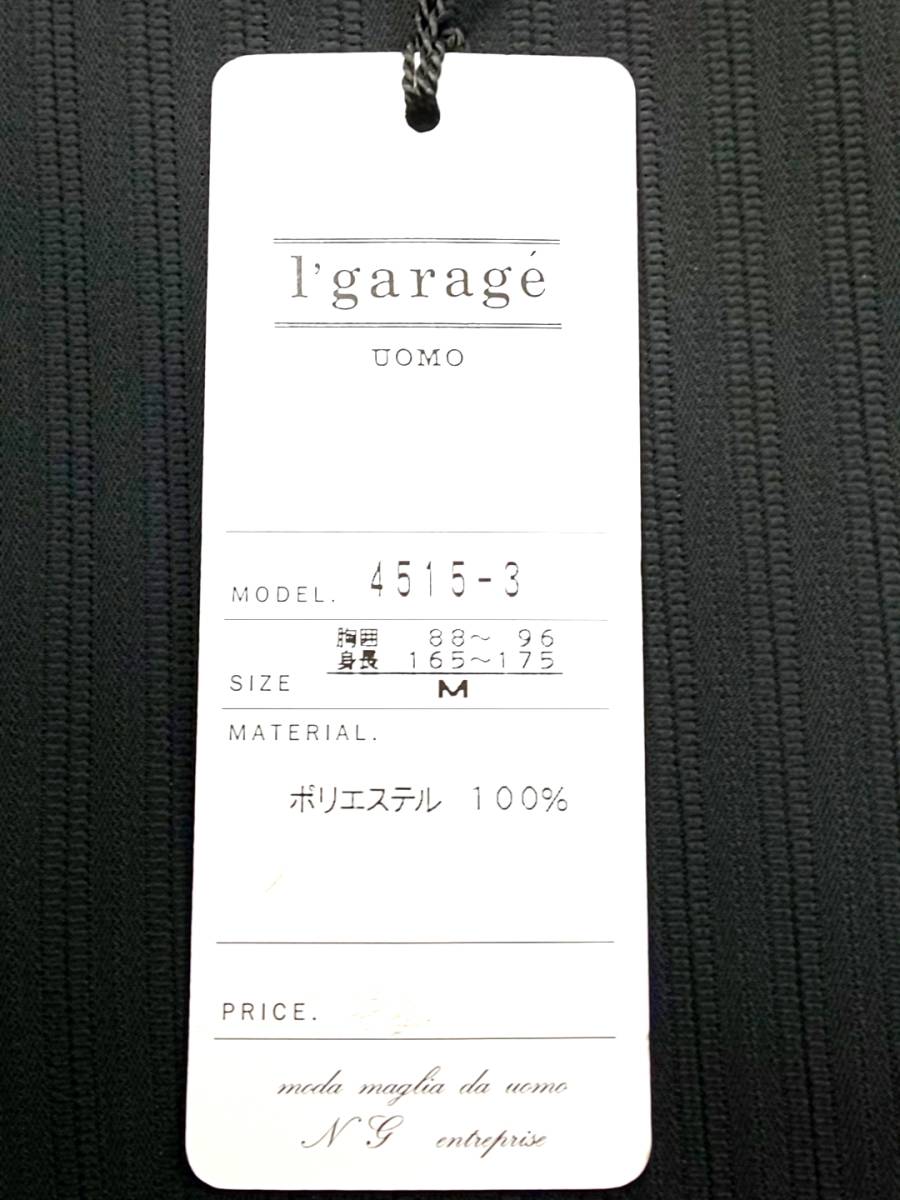 l'garagé
UOMO
MODEL. 4515-3
胸囲 88～ 96
身長 165～175
SIZE M
MATERIAL.
ポリエステル 100%
PRICE.
moda maglia da uomo
NG entreprise